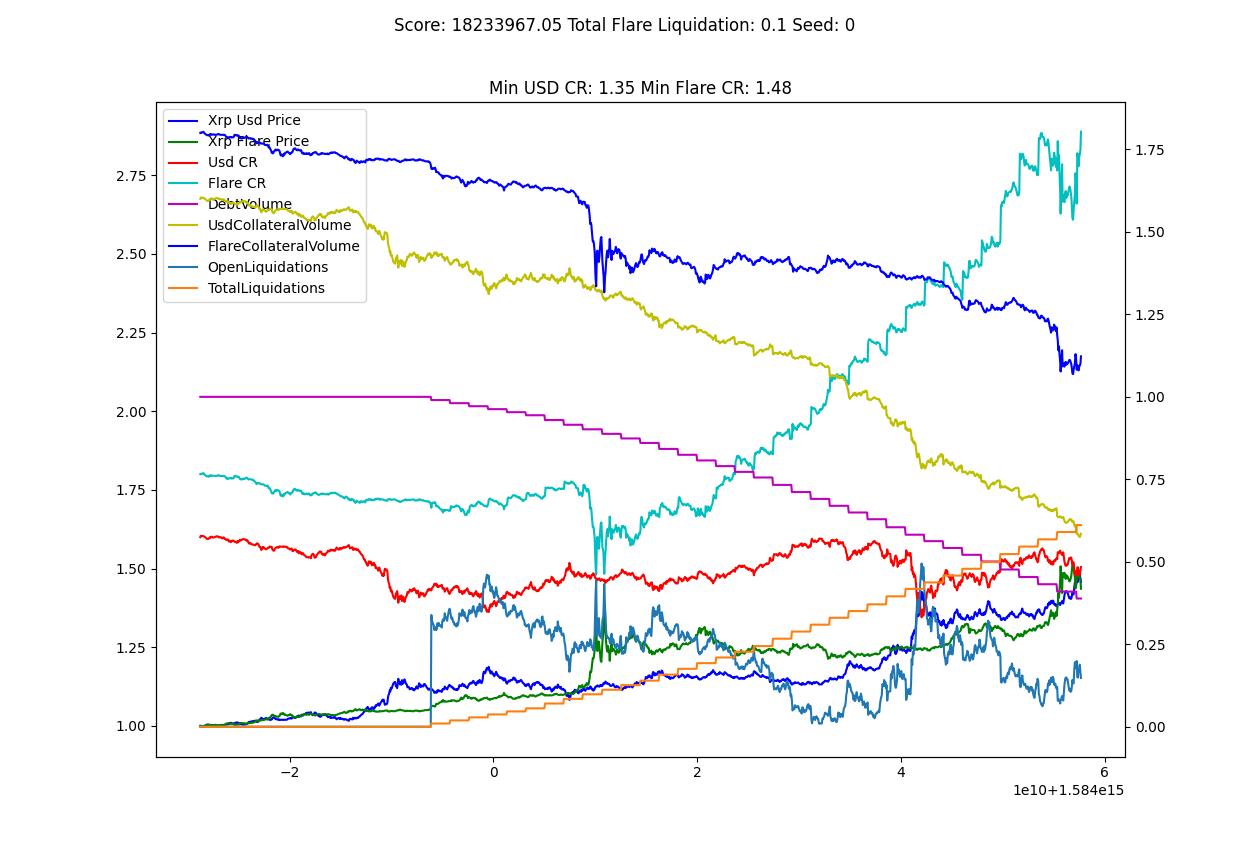 Score: 18233967.05 Total Flare Liquidation: 0.1 Seed: 0
Min USD CR: 1.35 Min Flare CR: 1.48
Xrp Usd Price
Xrp Flare Price
Usd CR
Flare CR
DebtVolume
UsdCollateralVolume
FlareCollateralVolume
OpenLiquidations
TotalLiquidations
2.75
2.50
2.25
2.00
1.75
1.50
1.25
1.00
1.75
1.50
1.25
1.00
0.75
0.50
0.25
0.00
−2 0 2 4 6
1e10+1.584e15